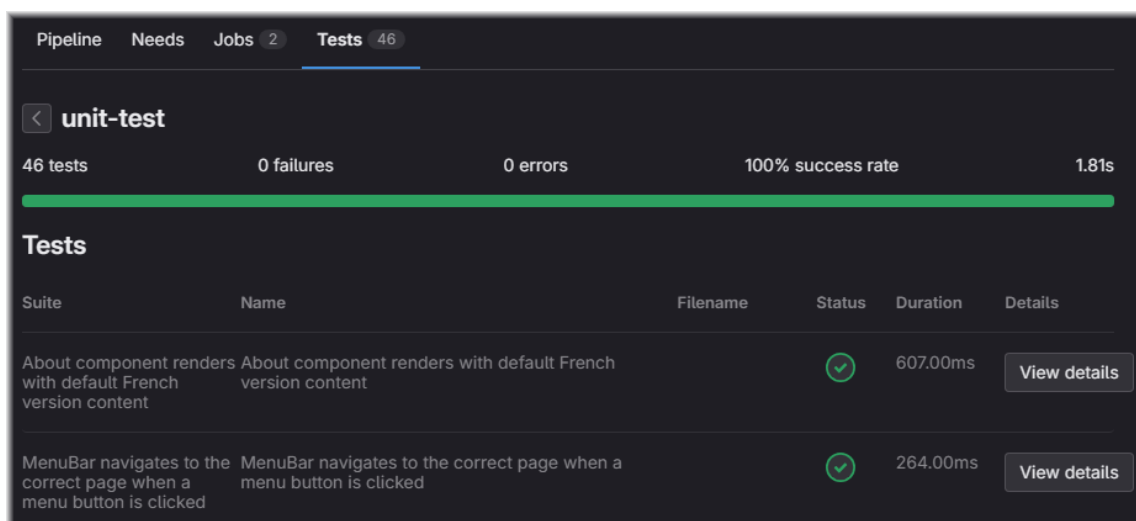 Pipeline Needs Jobs 2 Tests 46
unit-test
46 tests 0 failures 0 errors 100% success rate 1.81s
Tests
Suite Name Filename Status Duration Details
About component renders with default French version content
About component renders with default French version content
607.00ms
View details
MenuBar navigates to the correct page when a menu button is clicked
MenuBar navigates to the correct page when a menu button is clicked
264.00ms
View details